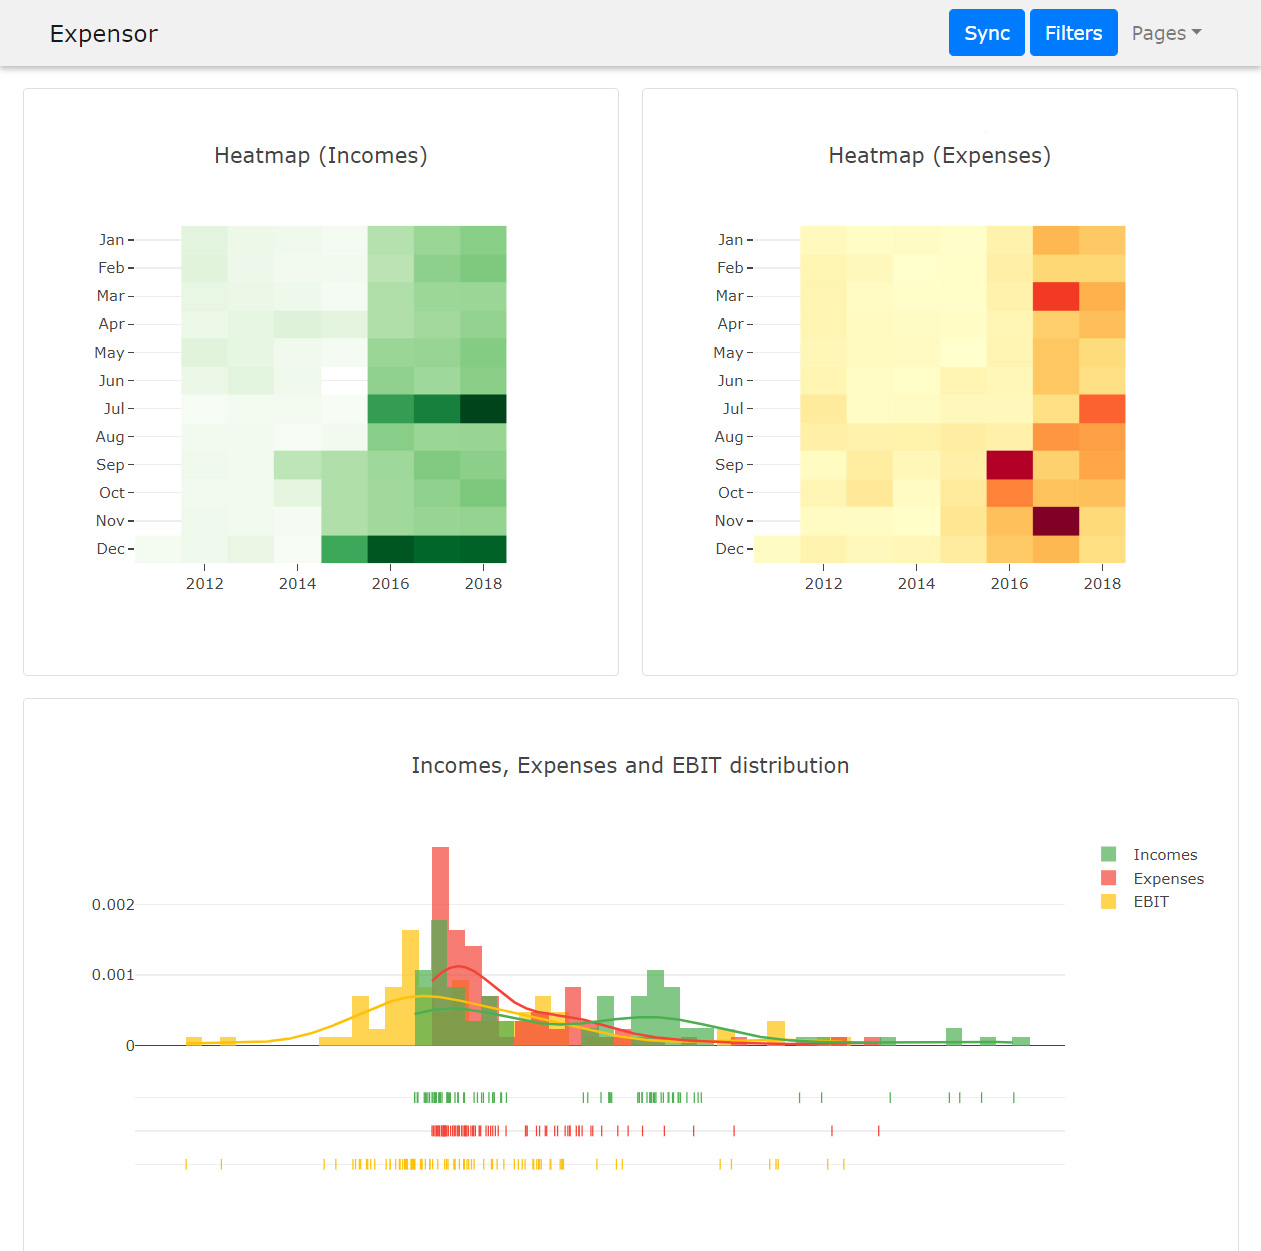 Expensor
Sync Filters Pages
Heatmap (Incomes)
Jan
Feb
Mar
Apr
May
Jun
Jul
Aug
Sep
Oct
Nov
Dec
2012 2014 2016 2018
Heatmap (Expenses)
Jan
Feb
Mar
Apr
May
Jun
Jul
Aug
Sep
Oct
Nov
Dec
2012 2014 2016 2018
Incomes, Expenses and EBIT distribution
0.002
0.001
0
Incomes
Expenses
EBIT